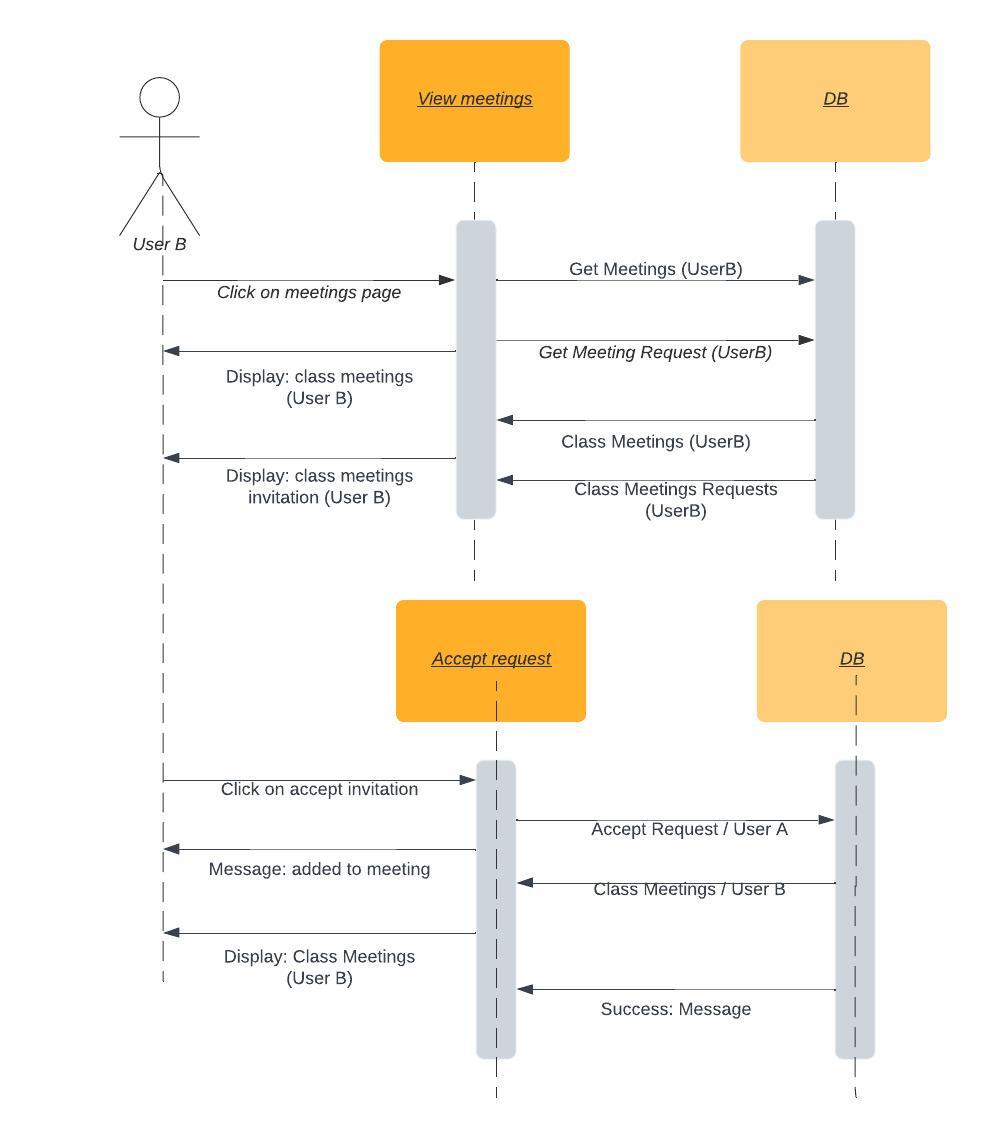 View meetings
DB
User B
Get Meetings (UserB)
Click on meetings page
Get Meeting Request (UserB)
Display: class meetings
(User B)
Class Meetings (UserB)
Display: class meetings
invitation (User B)
Class Meetings Requests
(UserB)
Accept request
DB
Click on accept invitation
Accept Request / User A
Message: added to meeting
Class Meetings / User B
Display: Class Meetings
(User B)
Success: Message